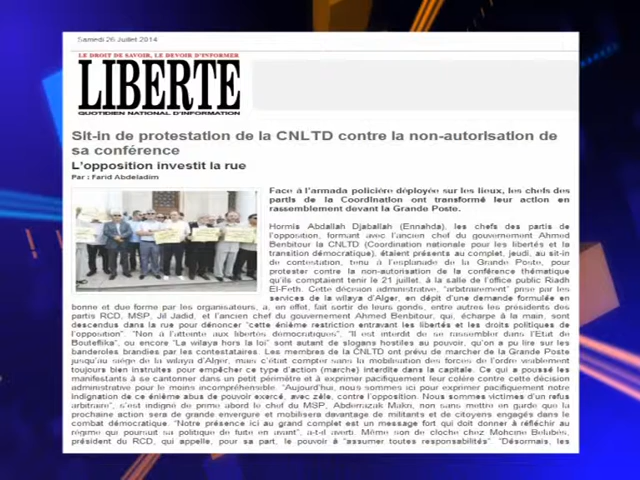 Samedi 26 Juillet 2014
LE DROIT DE SAVOIR, LE DEVOIR D'INFORMER
LIBERTE
QUOTIDIEN NATIONAL D'INFORMATION
Sit-in de protestation de la CNLTD contre la non-autorisation de
sa conférence
L'opposition investit la rue
Par : Farid Abdeladim
Face à l'armada policière déployée sur les lieux, les chefs des
partis de la Coordination ont transformé leur action en
rassemblement devant la Grande Poste.
Hormis Abdallah Djaballah (Ennahda), les chefs des partis de
l'opposition, formant avec l'ancien chef du gouvernement Ahmed
Benbitour la CNLTD (Coordination nationale pour les libertés et la
transition démocratique), étaient présents au complet, jeudi, au sit-in
de contestation, tenu à l'esplanade de la Grande Poste, pour
protester contre la non-autorisation de la conférence thématique
qu'ils comptaient tenir le 21 juillet, à la salle de l'office public Riadh
El-Feth. Cette décision administrative, "arbitrairement" prise par les
services de la wilaya d'Alger, en dépit d'une demande formulée en
bonne et due forme par les organisateurs, a, en effet, fait sortir de leurs gonds, entre autres les présidents des
partis RCD, MSP, Jil Jadid, et l'ancien chef du gouvernement Ahmed Benbitour, qui, écharpe à la main, sont
descendus dans la rue pour dénoncer "cette énième restriction entravant les libertés et les droits politiques de
l'opposition". "Non à l'atteinte aux libertés démocratiques", "Il est interdit de se rassembler dans l'Etat de
Bouteflika", ou encore "La wilaya hors la loi" sont autant de slogans hostiles au pouvoir, qu'on a pu lire sur les
banderoles brandies par les contestataires. Les membres de la CNLTD ont prévu de marcher de la Grande Poste
jusqu'au siège de la wilaya d'Alger, mais c'était compter sans la mobilisation des forces de l'ordre visiblement
toujours bien instruites pour empêcher ce type d'action (marche) interdite dans la capitale. Ce qui a poussé les
manifestants à se cantonner dans un petit périmètre et à exprimer pacifiquement leur colère contre cette décision
administrative pour le moins incompréhensible. "Aujourd'hui, nous sommes ici pour exprimer pacifiquement notre
indignation de ce énième abus de pouvoir exercé, avec zèle, contre l'opposition. Nous sommes victimes d'un refus
arbitraire", s'est indigné de prime abord le chef du MSP, Abderrazak Makri, non sans mettre en garde que la
prochaine action sera de grande envergure et mobilisera davantage de militants et de citoyens engagés dans le
combat démocratique. "Notre présence ici au grand complet est un message fort qui doit donner à réfléchir au
régime qui poursuit sa politique de fuite en avant", a-t-il averti. Même son de cloche chez Mohcine Belabbès,
président du RCD, qui appelle, pour sa part, le pouvoir à "assumer toutes responsabilités". "Désormais, les